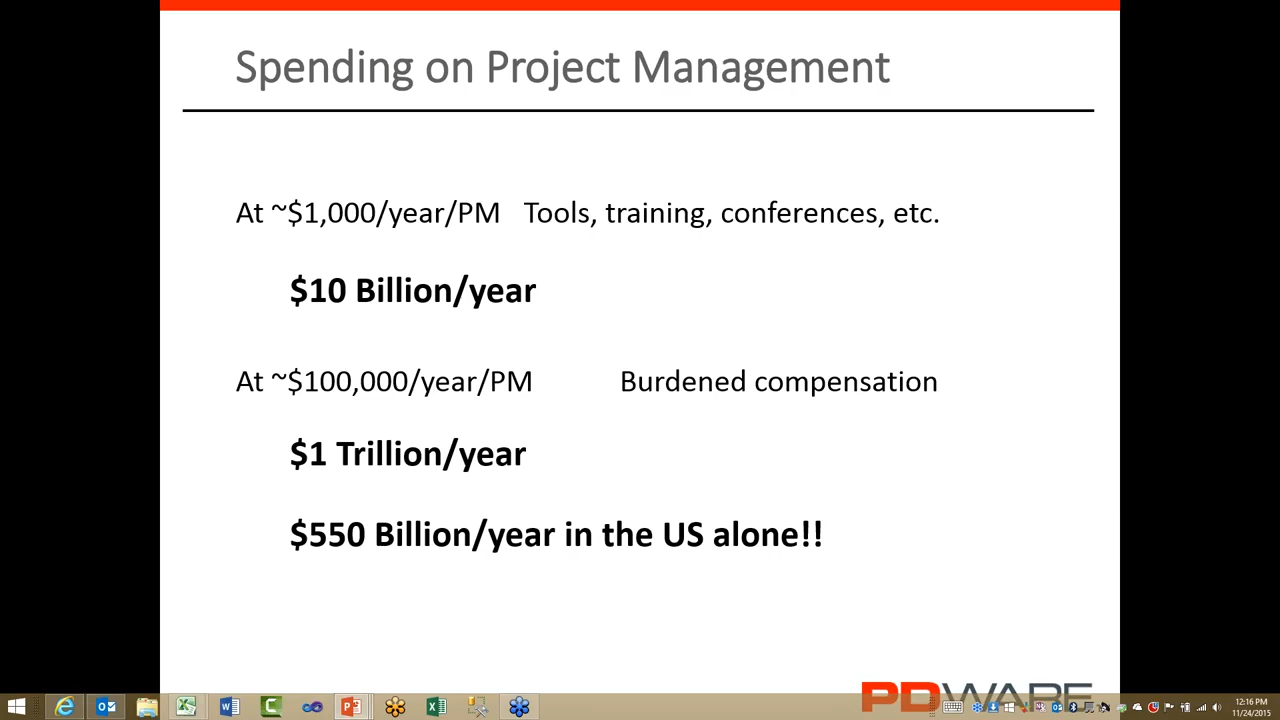 Spending on Project Management
At ~$1,000/year/PM Tools, training, conferences, etc.
$10 Billion/year
At ~$100,000/year/PM Burdened compensation
$1 Trillion/year
$550 Billion/year in the US alone!!
PDWARE
12:16 PM
11/24/2015